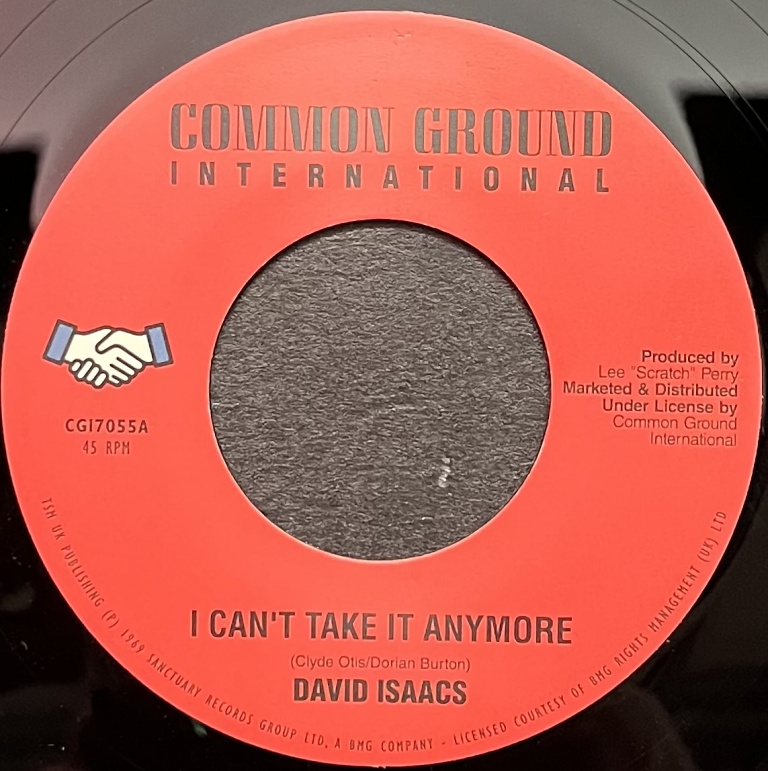 COMMON GROUND
INTERNATIONAL
CGI7055A
45 RPM
Produced by
Lee "Scratch" Perry
Marketed & Distributed
Under License by
Common Ground
International
I CAN'T TAKE IT ANYMORE
(Clyde Otis/Dorian Burton)
DAVID ISAACS
TSM UK PUBLISHING (P) 1969 SANCTUARY RECORDS GROUP LTD, A BMG COMPANY - LICENSED COURTESY OF BMG RIGHTS MANAGEMENT (UK) LTD